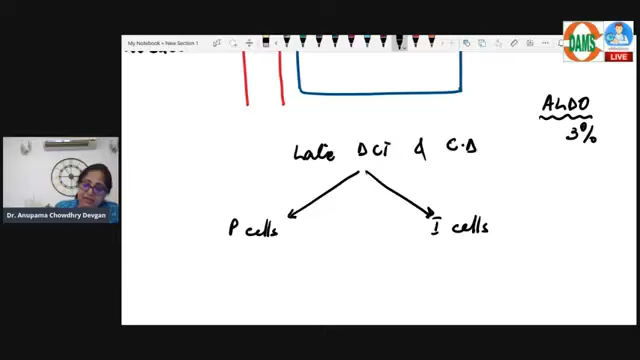 My Notebook » New Section 1
DAMS
LIVE
ALDO
3%
Late DCT & C.D
P cells
I cells
Dr. Anupama Chowdhry Devgan